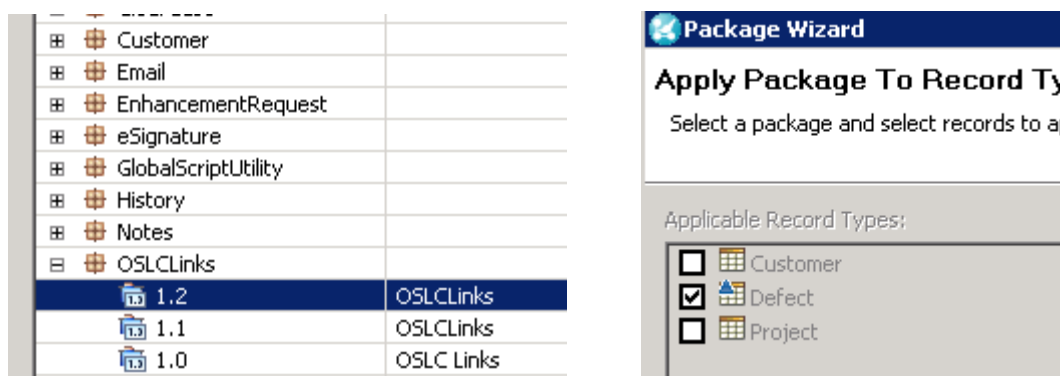 Customer
Email
EnhancementRequest
eSignature
GlobalScriptUtility
History
Notes
OSLCLinks
1.2 OSLCLinks
1.1 OSLCLinks
1.0 OSLC Links
Package Wizard
Apply Package To Record Ty
Select a package and select records to a
Applicable Record Types:
Customer
Defect
Project